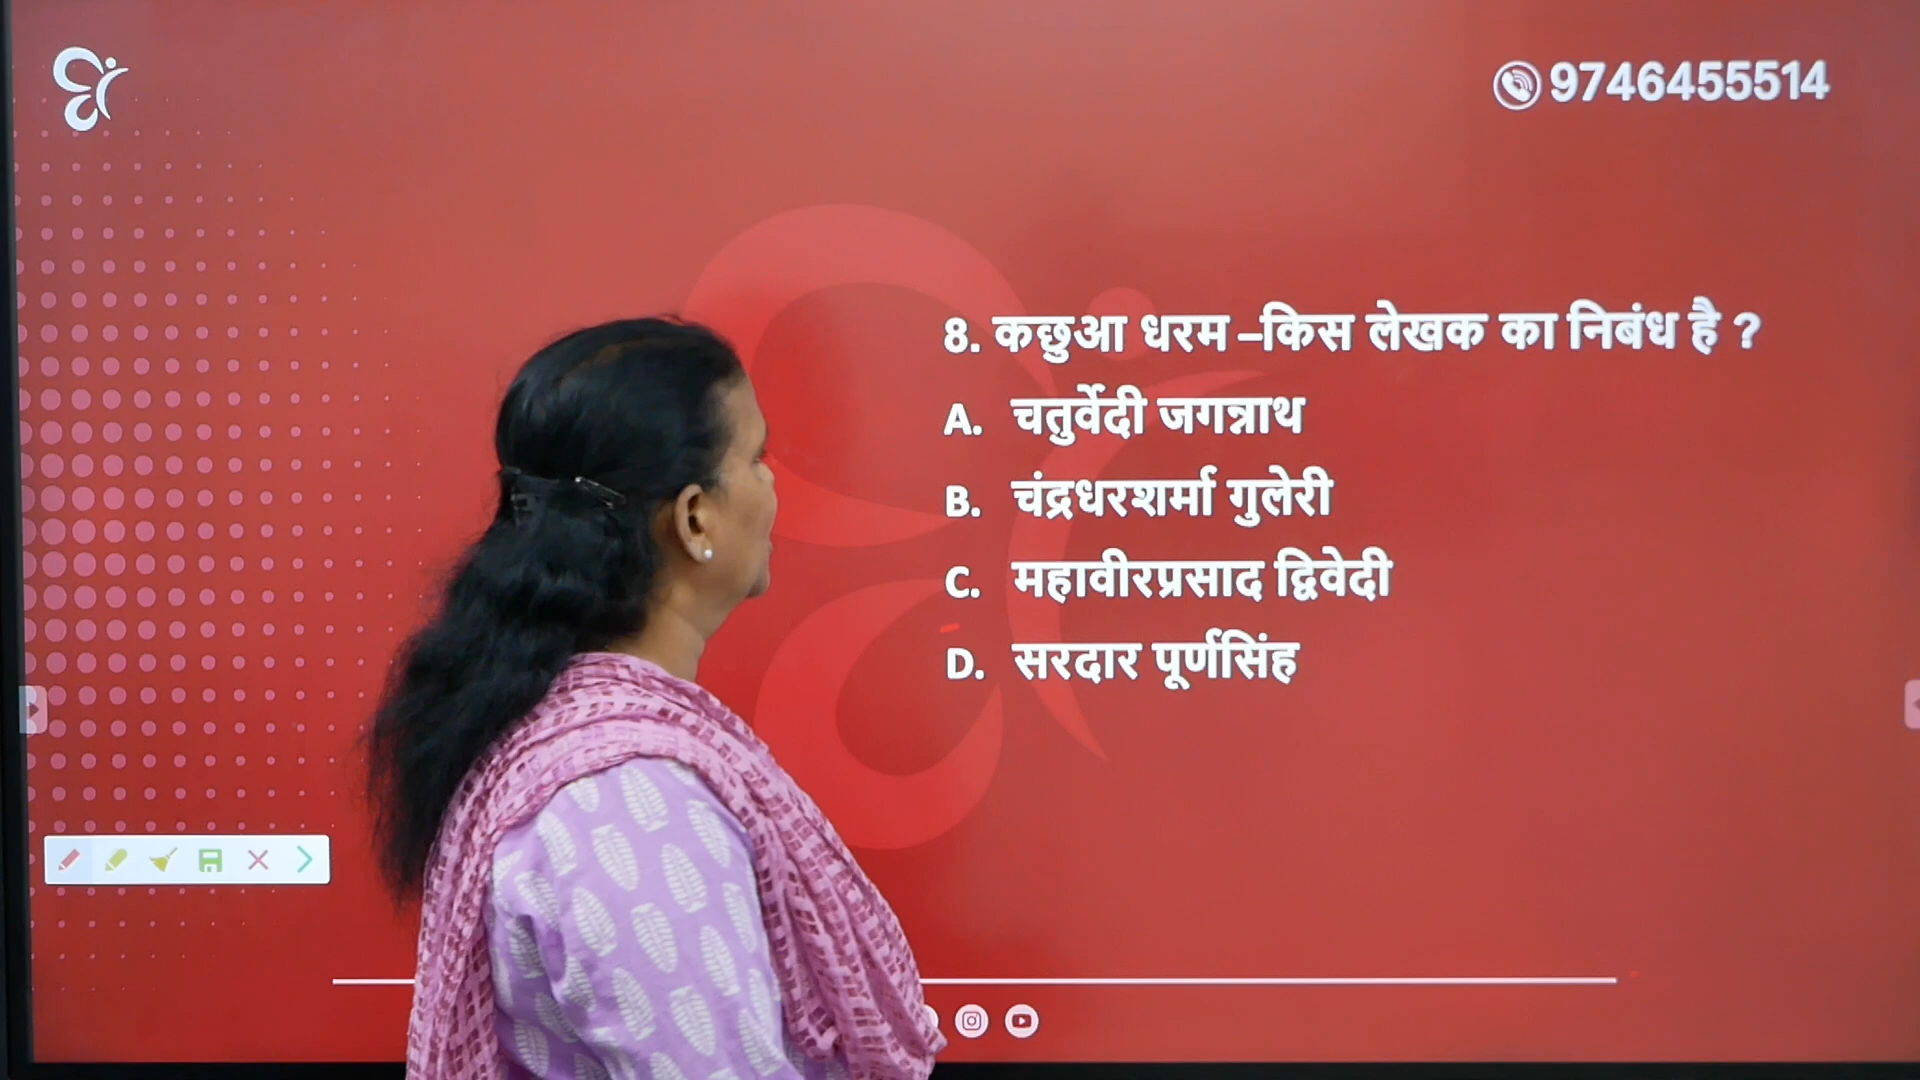 9746455514
8. कछुआ धरम –किस लेखक का निबंध है ?
A. चतुर्वेदी जगन्नाथ
B. चंद्रधरशर्मा गुलेरी
C. महावीरप्रसाद द्विवेदी
D. सरदार पूर्णसिंह